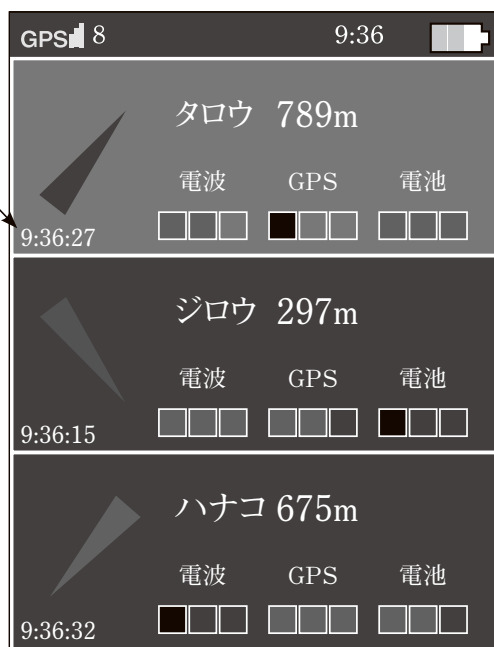 GPS 8 9:36
タロウ 789m
電波 GPS 電池
9:36:27
ジロウ 297m
電波 GPS 電池
9:36:15
ハナコ 675m
電波 GPS 電池
9:36:32